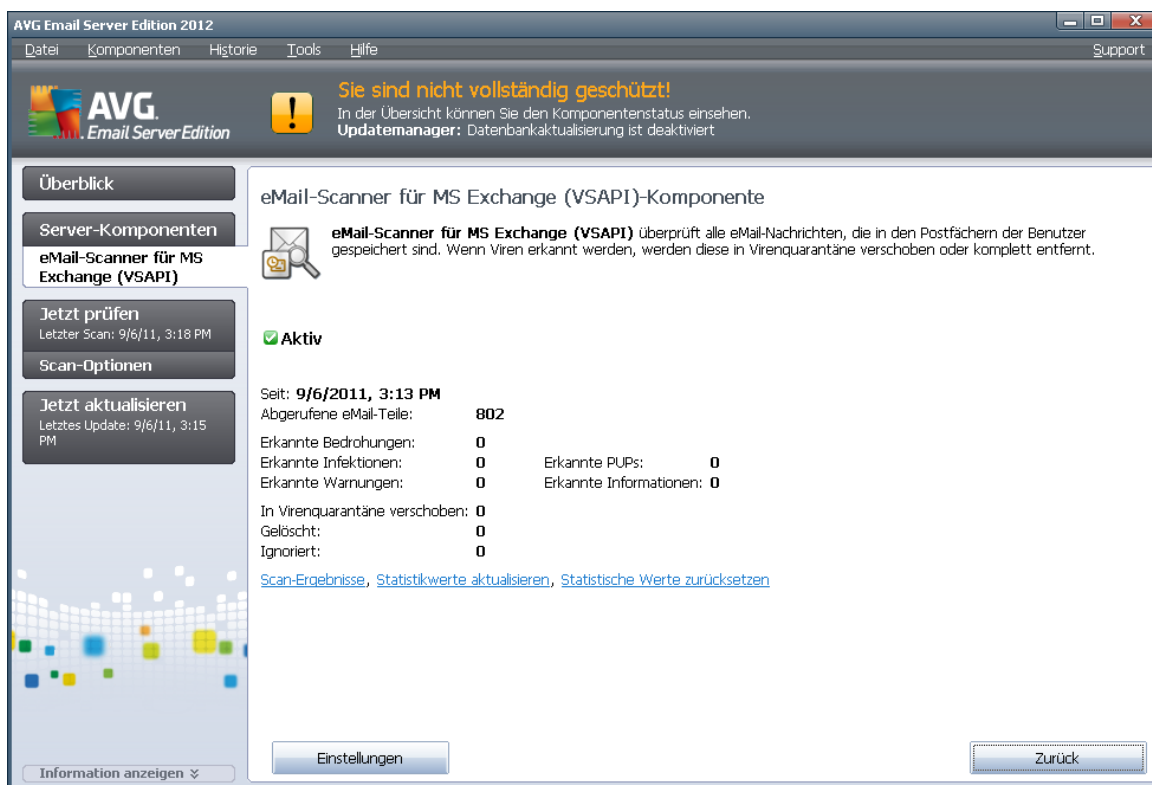 AVG Email Server Edition 2012
Datei Komponenten Historie Tools Hilfe Support
AVG.
Email Server Edition
Sie sind nicht vollständig geschützt!
In der Übersicht können Sie den Komponentenstatus einsehen.
Updatemanager: Datenbankaktualisierung ist deaktiviert
Überblick
Server-Komponenten
eMail-Scanner für MS
Exchange (VSAPI)
Jetzt prüfen
Letzter Scan: 9/6/11, 3:18 PM
Scan-Optionen
Jetzt aktualisieren
Letztes Update: 9/6/11, 3:15
PM
Information anzeigen
eMail-Scanner für MS Exchange (VSAPI)-Komponente
eMail-Scanner für MS Exchange (VSAPI) überprüft alle eMail-Nachrichten, die in den Postfächern der Benutzer
gespeichert sind. Wenn Viren erkannt werden, werden diese in Virenquarantäne verschoben oder komplett entfernt.
Aktiv
Seit: 9/6/2011, 3:13 PM
Abgerufene eMail-Teile: 802
Erkannte Bedrohungen: 0
Erkannte Infektionen: 0 Erkannte PUPs: 0
Erkannte Warnungen: 0 Erkannte Informationen: 0
In Virenquarantäne verschoben: 0
Gelöscht: 0
Ignoriert: 0
Scan-Ergebnisse, Statistikwerte aktualisieren, Statistische Werte zurücksetzen
Einstellungen Zurück